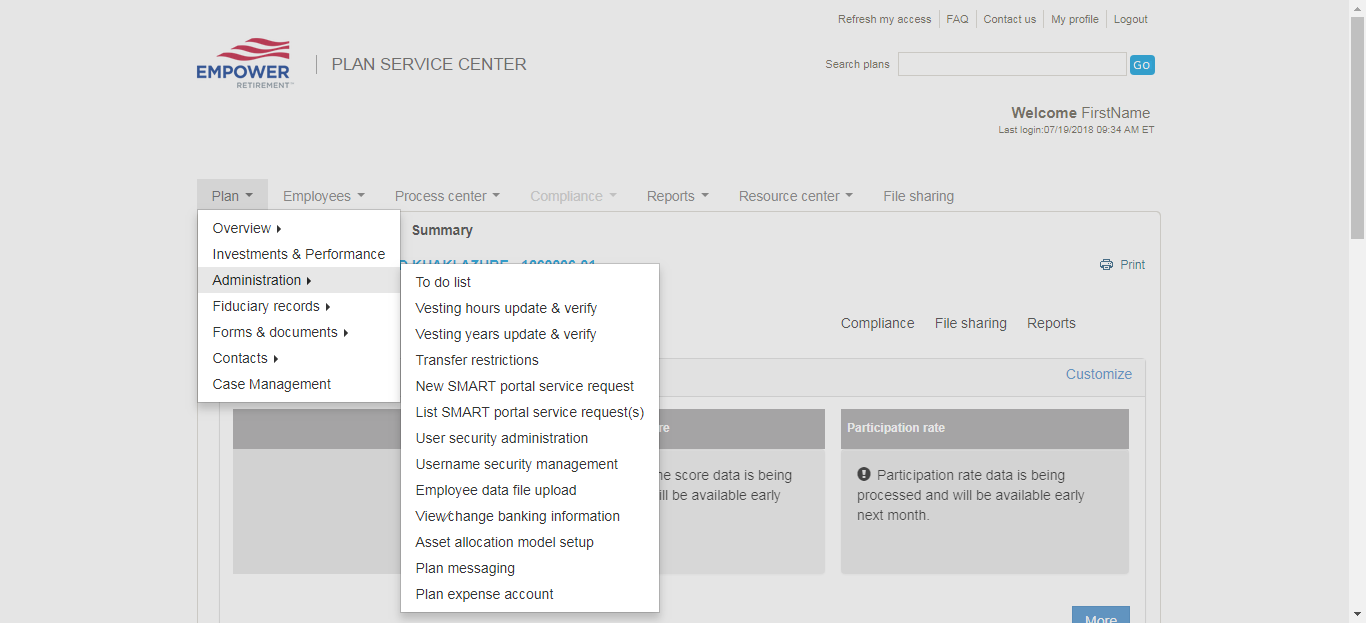 Refresh my access
FAQ
Contact us
My profile
Logout
EMPOWER
RETIREMENT
PLAN SERVICE CENTER
Search plans
Go
Welcome FirstName
Last login:07/19/2018 09:34 AM ET
Plan
Employees
Process center
Compliance
Reports
Resource center
File sharing
Overview
Investments & Performance
Administration
Fiduciary records
Forms & documents
Contacts
Case Management
Summary
Print
To do list
Vesting hours update & verify
Vesting years update & verify
Transfer restrictions
New SMART portal service request
List SMART portal service request(s)
User security administration
Username security management
Employee data file upload
View/change banking information
Asset allocation model setup
Plan messaging
Plan expense account
Compliance
File sharing
Reports
Customize
score data is being
be available early
Participation rate
Participation rate data is being
processed and will be available early
next month.
More